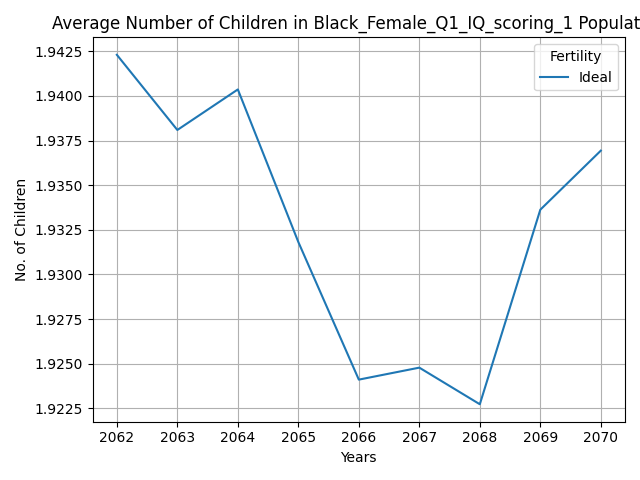 Average Number of Children in Black_Female_Q1_IQ_scoring_1 Populat
Fertility
Ideal
No. of Children
1.9425
1.9400
1.9375
1.9350
1.9325
1.9300
1.9275
1.9250
1.9225
2062 2063 2064 2065 2066 2067 2068 2069 2070
Years